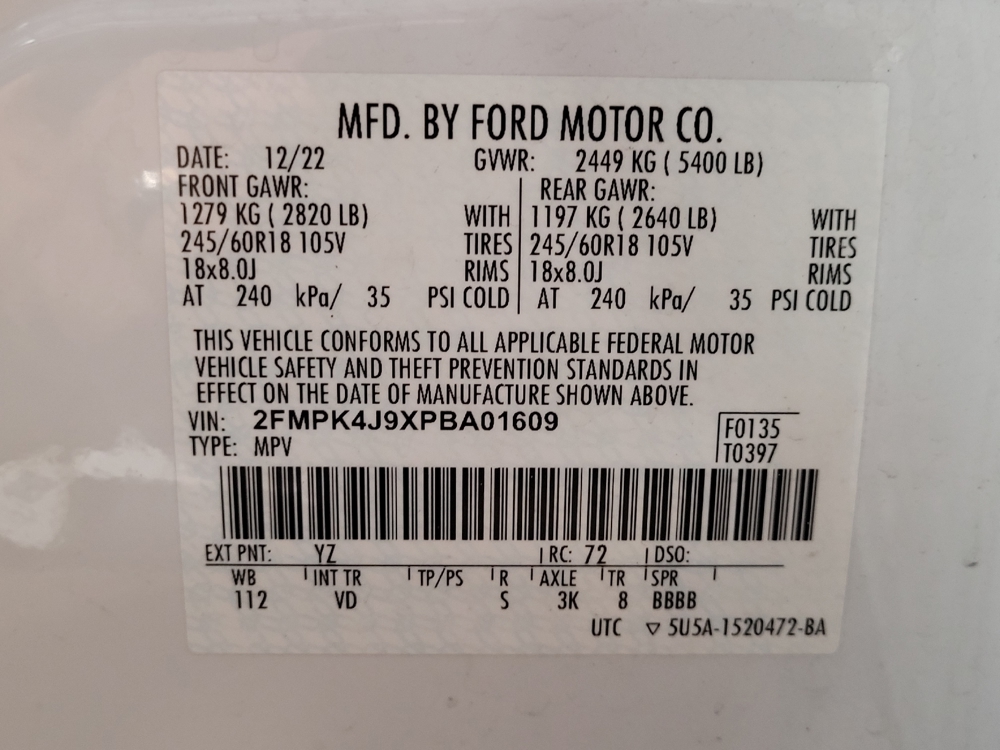 MFD. BY FORD MOTOR CO.
DATE: 12/22 GVWR: 2449 KG ( 5400 LB)
FRONT GAWR: REAR GAWR:
1279 KG ( 2820 LB) WITH 1197 KG ( 2640 LB) WITH
245/60R18 105V TIRES 245/60R18 105V TIRES
18x8.0J RIMS 18x8.0J RIMS
AT 240 kPa/ 35 PSI COLD AT 240 kPa/ 35 PSI COLD
THIS VEHICLE CONFORMS TO ALL APPLICABLE FEDERAL MOTOR
VEHICLE SAFETY AND THEFT PREVENTION STANDARDS IN
EFFECT ON THE DATE OF MANUFACTURE SHOWN ABOVE.
VIN: 2FMPK4J9XPBA01609 F0135
TYPE: MPV T0397
EXT PNT: YZ RC: 72 DSO:
WB INT TR TP/PS R AXLE TR SPR
112 VD S 3K 8 BBBB
UTC ▽ 5U5A-1520472-BA